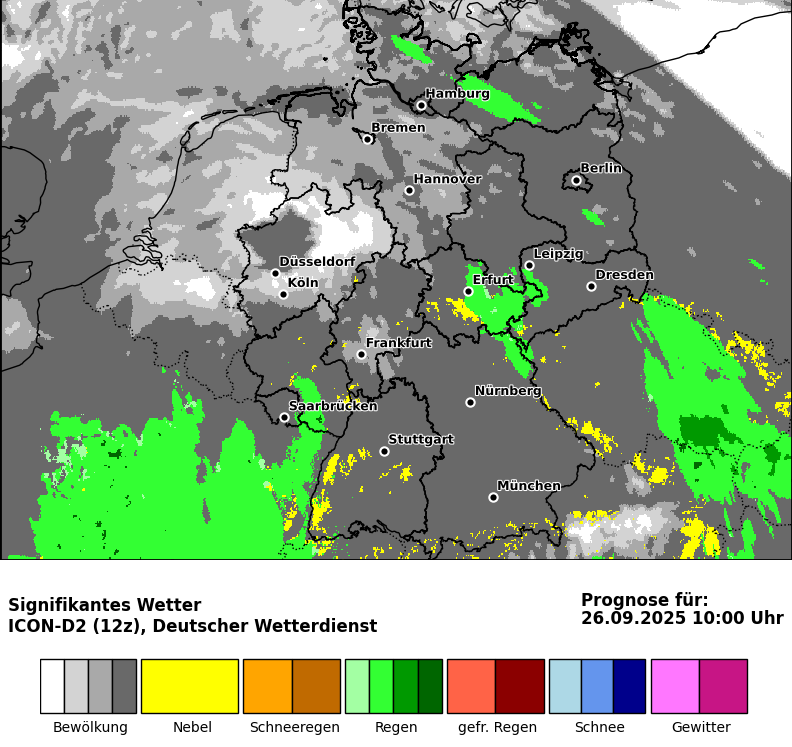 Hamburg
Bremen
Hannover
Berlin
Düsseldorf
Köln
Leipzig
Erfurt
Dresden
Frankfurt
Nürnberg
Saarbrücken
Stuttgart
München
Signifikantes Wetter
ICON-D2 (12z), Deutscher Wetterdienst
Prognose für:
26.09.2025 10:00 Uhr
Bewölkung Nebel Schneeregen Regen gefr. Regen Schnee Gewitter